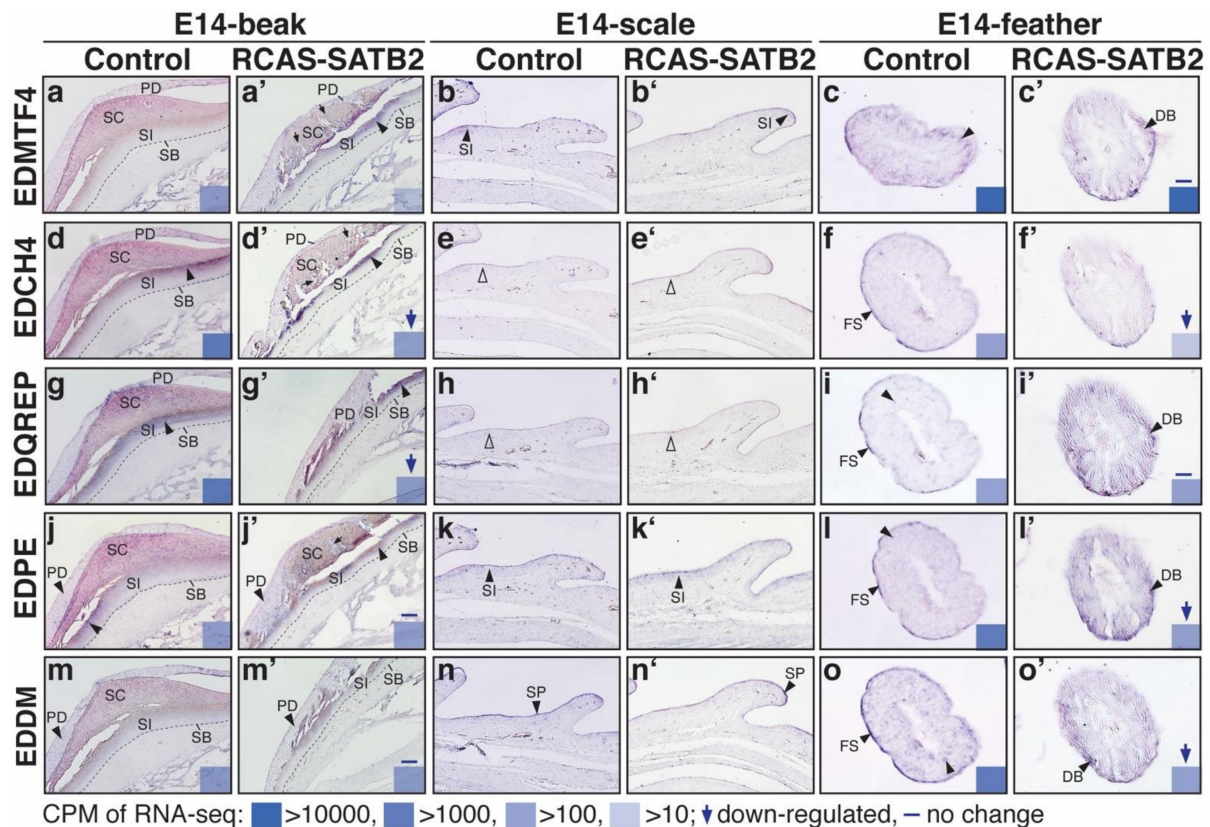 E14-beak E14-scale E14-feather
Control RCAS-SATB2 Control RCAS-SATB2 Control RCAS-SATB2
EDMTF4
a PD SC SI SB
a’ SC SI SB
b SI
b‘ SI
c
c’ DB
EDCH4
d PD SC SI SB
d’ PD SC SI SB
e
e‘
f FS
f’
EDQREP
g PD SC SI SB
g’ PD SI SB
h
h‘
i FS
i’ DB
EDPE
j PD SC SI SB
j’ PD SC SI SB
k SI
k‘ SI
l FS
l’ DB
EDDM
m PD SC SI SB
m’ PD SI SB
n SP
n‘ SP
o FS
o’ DB
CPM of RNA-seq: >10000, >1000, >100, >10; down-regulated, no change